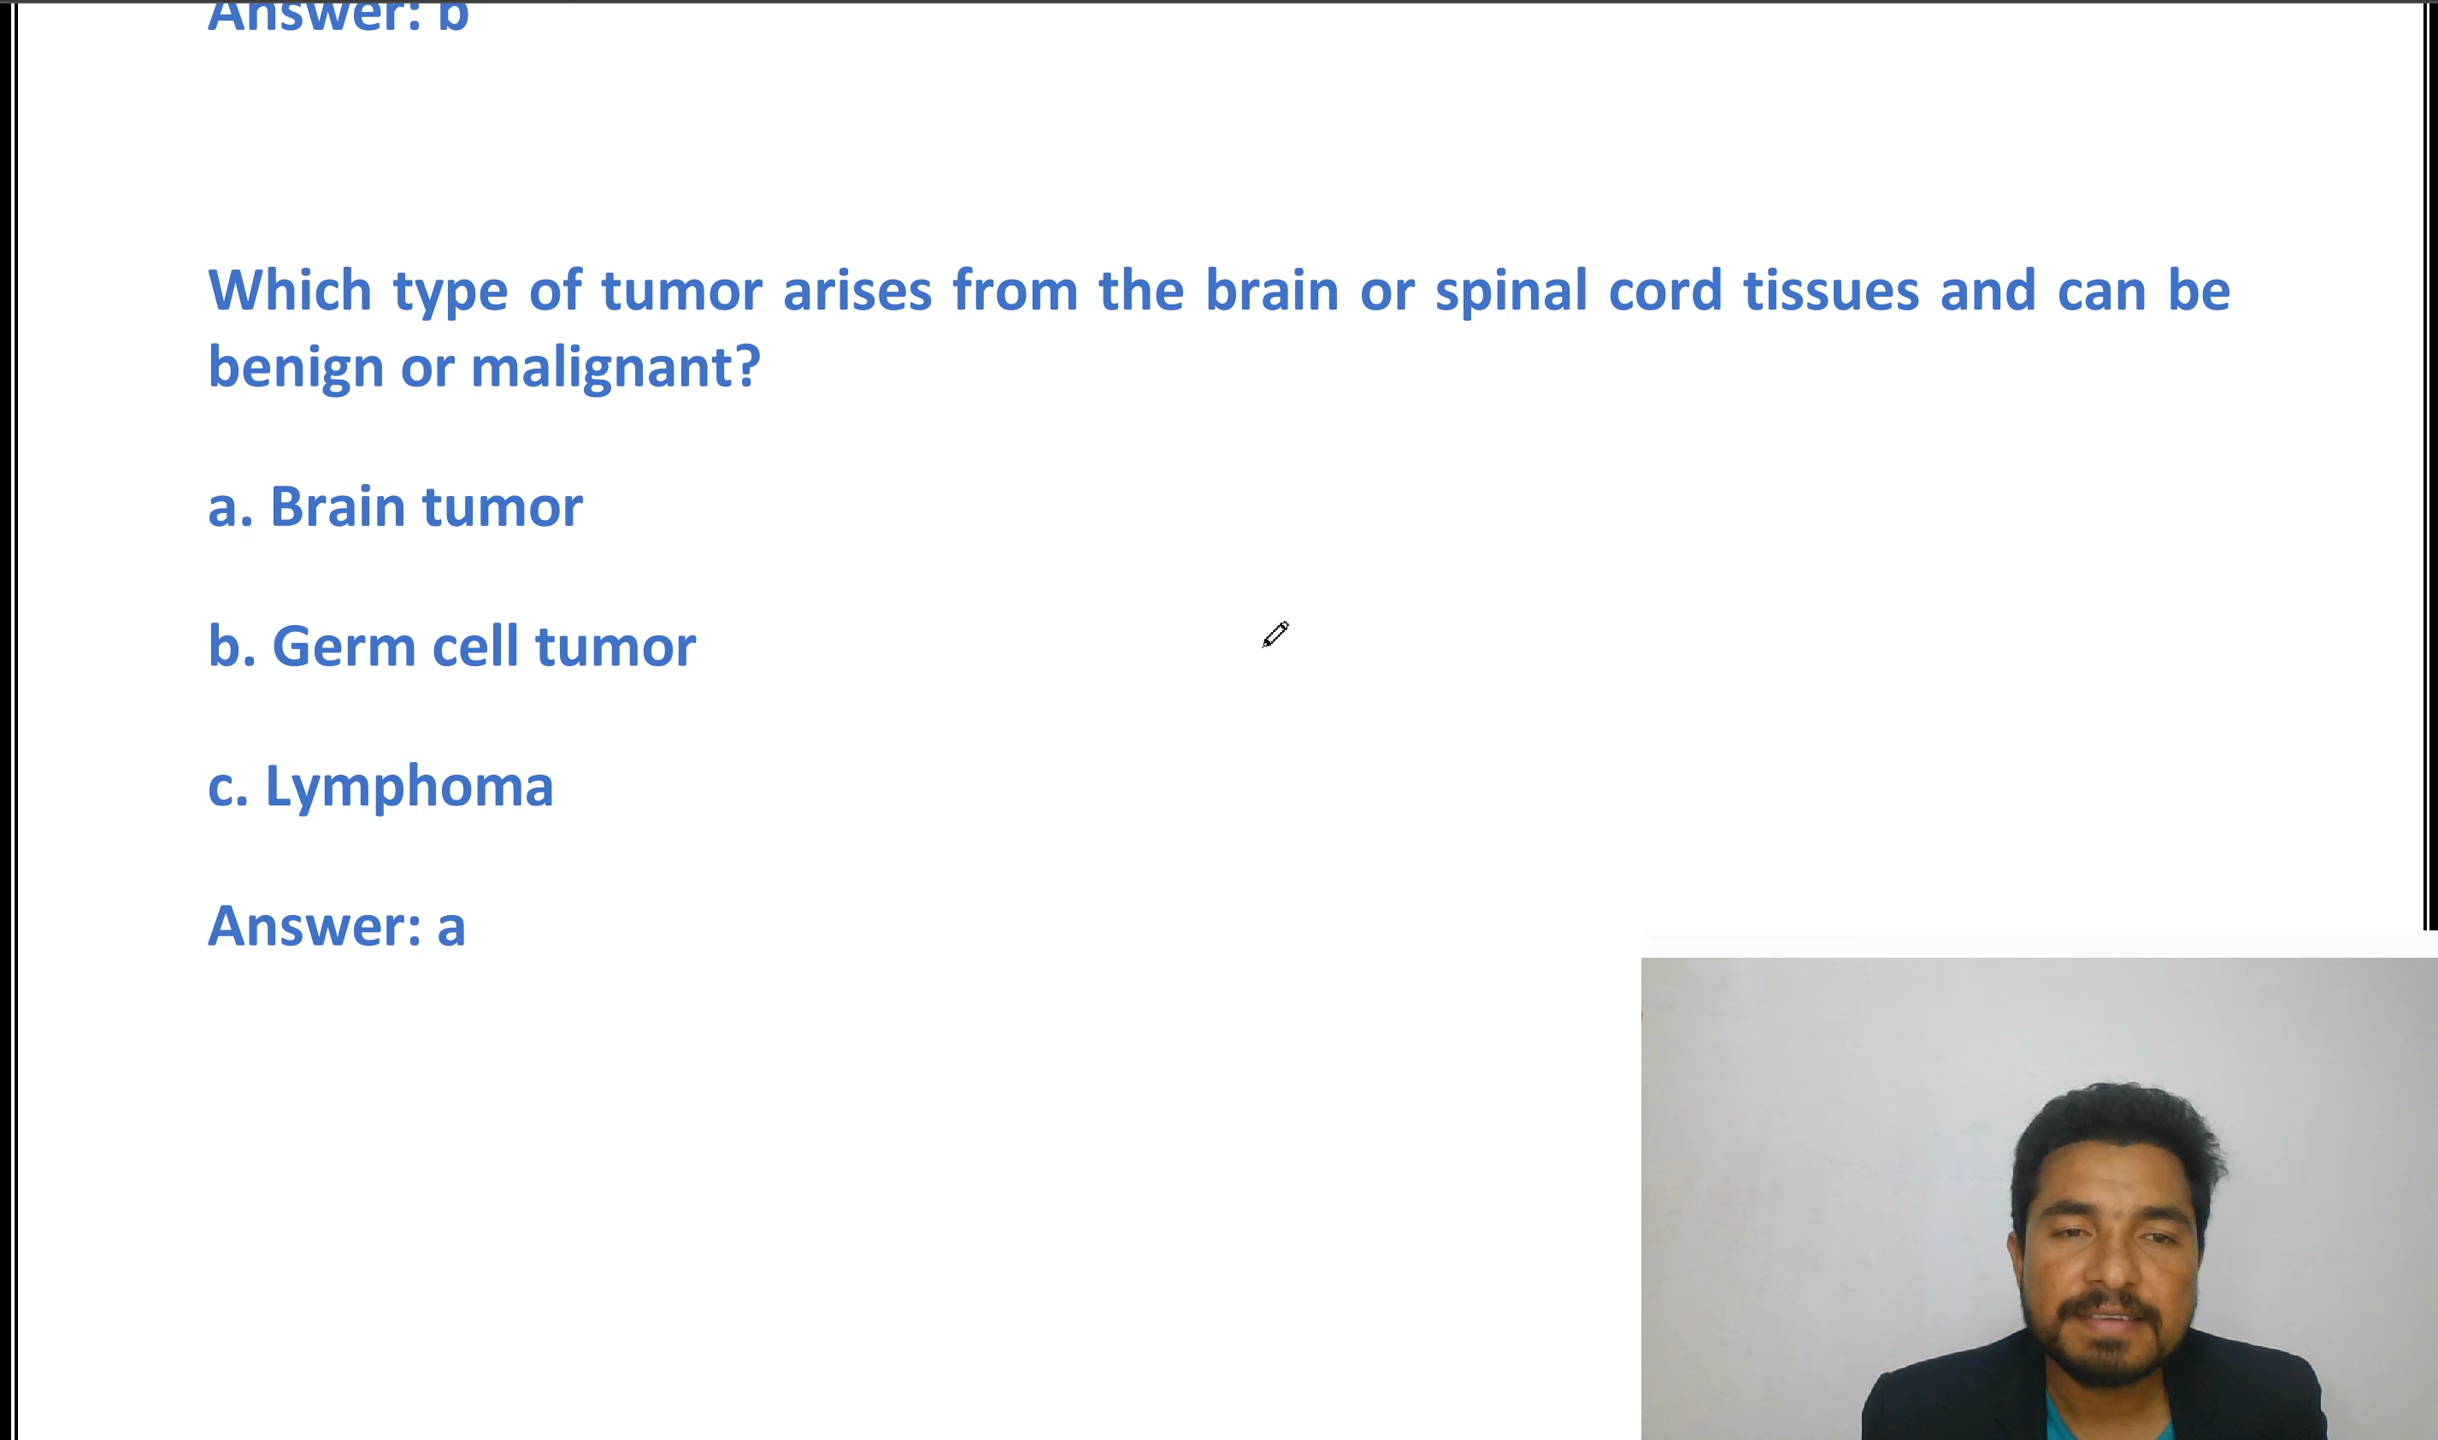 Answer: b
Which type of tumor arises from the brain or spinal cord tissues and can be
benign or malignant?
a. Brain tumor
b. Germ cell tumor
c. Lymphoma
Answer: a